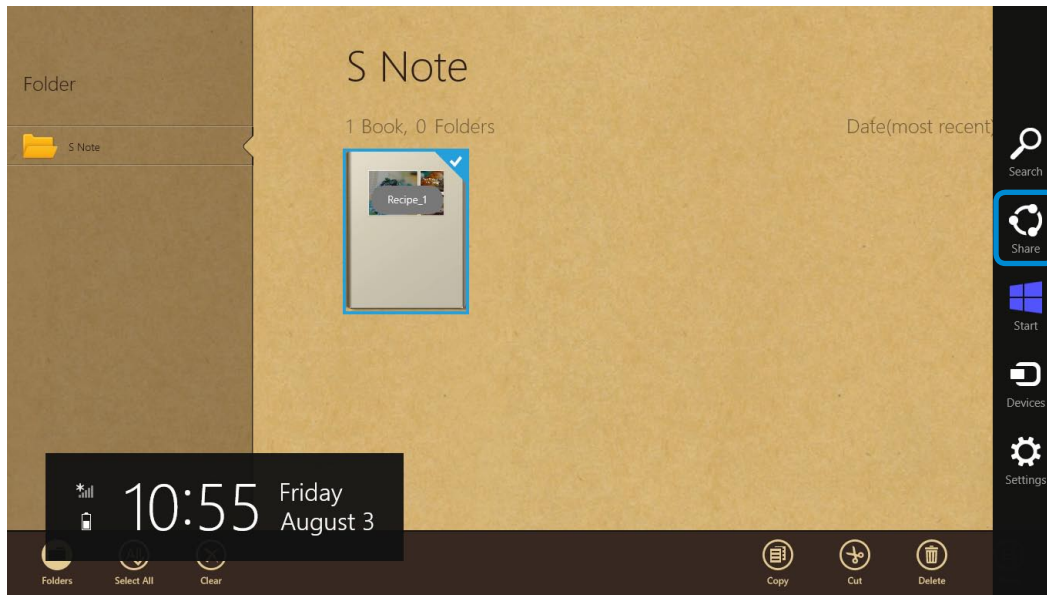 Folder
S Note
S Note
1 Book, 0 Folders
Date(most recent)
Recipe_1
Search
Share
Start
Devices
Settings
10:55
Friday
August 3
Folders
Select All
Clear
Copy
Cut
Delete